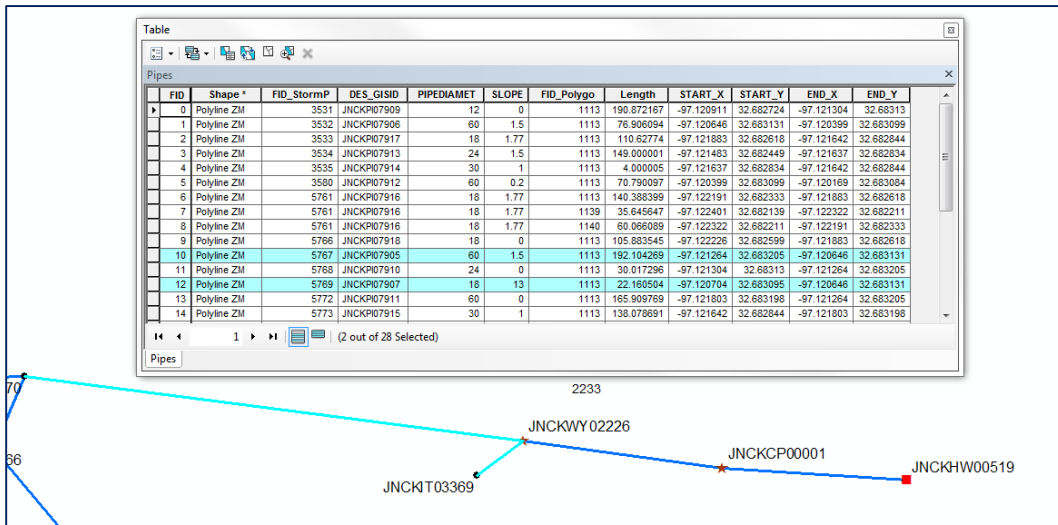 Table
Pipes
FID Shape * FID_StormP DES_GISID PIPEDIAMET SLOPE FID_Polygo Length START_X START_Y END_X END_Y
0 Polyline ZM 3531 JNCKPI07909 12 0 1113 190.872167 -97.120911 32.682724 -97.121304 32.68313
1 Polyline ZM 3532 JNCKPI07906 60 1.5 1113 76.906094 -97.120646 32.683131 -97.120399 32.683099
2 Polyline ZM 3533 JNCKPI07917 18 1.77 1113 110.62774 -97.121883 32.682618 -97.121642 32.682844
3 Polyline ZM 3534 JNCKPI07913 24 1.5 1113 149.000001 -97.121483 32.682449 -97.121637 32.682834
4 Polyline ZM 3535 JNCKPI07914 30 1 1113 4.000005 -97.121637 32.682834 -97.121642 32.682844
5 Polyline ZM 3580 JNCKPI07912 60 0.2 1113 70.790097 -97.120399 32.683099 -97.120169 32.683084
6 Polyline ZM 5761 JNCKPI07916 18 1.77 1113 140.388399 -97.122191 32.682333 -97.121883 32.682618
7 Polyline ZM 5761 JNCKPI07916 18 1.77 1139 35.645647 -97.122401 32.682139 -97.122322 32.682211
8 Polyline ZM 5761 JNCKPI07916 18 1.77 1140 60.066089 -97.122322 32.682211 -97.122191 32.682333
9 Polyline ZM 5766 JNCKPI07918 18 0 1113 105.883545 -97.122226 32.682599 -97.121883 32.682618
10 Polyline ZM 5767 JNCKPI07905 60 1.5 1113 192.104269 -97.121264 32.683205 -97.120646 32.683131
11 Polyline ZM 5768 JNCKPI07910 24 0 1113 30.017296 -97.121304 32.68313 -97.121264 32.683205
12 Polyline ZM 5769 JNCKPI07907 18 13 1113 22.160504 -97.120704 32.683095 -97.120646 32.683131
13 Polyline ZM 5772 JNCKPI07911 60 0 1113 165.909769 -97.121803 32.683198 -97.121264 32.683205
14 Polyline ZM 5773 JNCKPI07915 30 1 1113 138.078691 -97.121642 32.682844 -97.121803 32.683198
1 (2 out of 28 Selected)
Pipes
70
2233
JNCKWY02226
JNCKCP00001
66
JNCKHW00519
JNCKIT03369